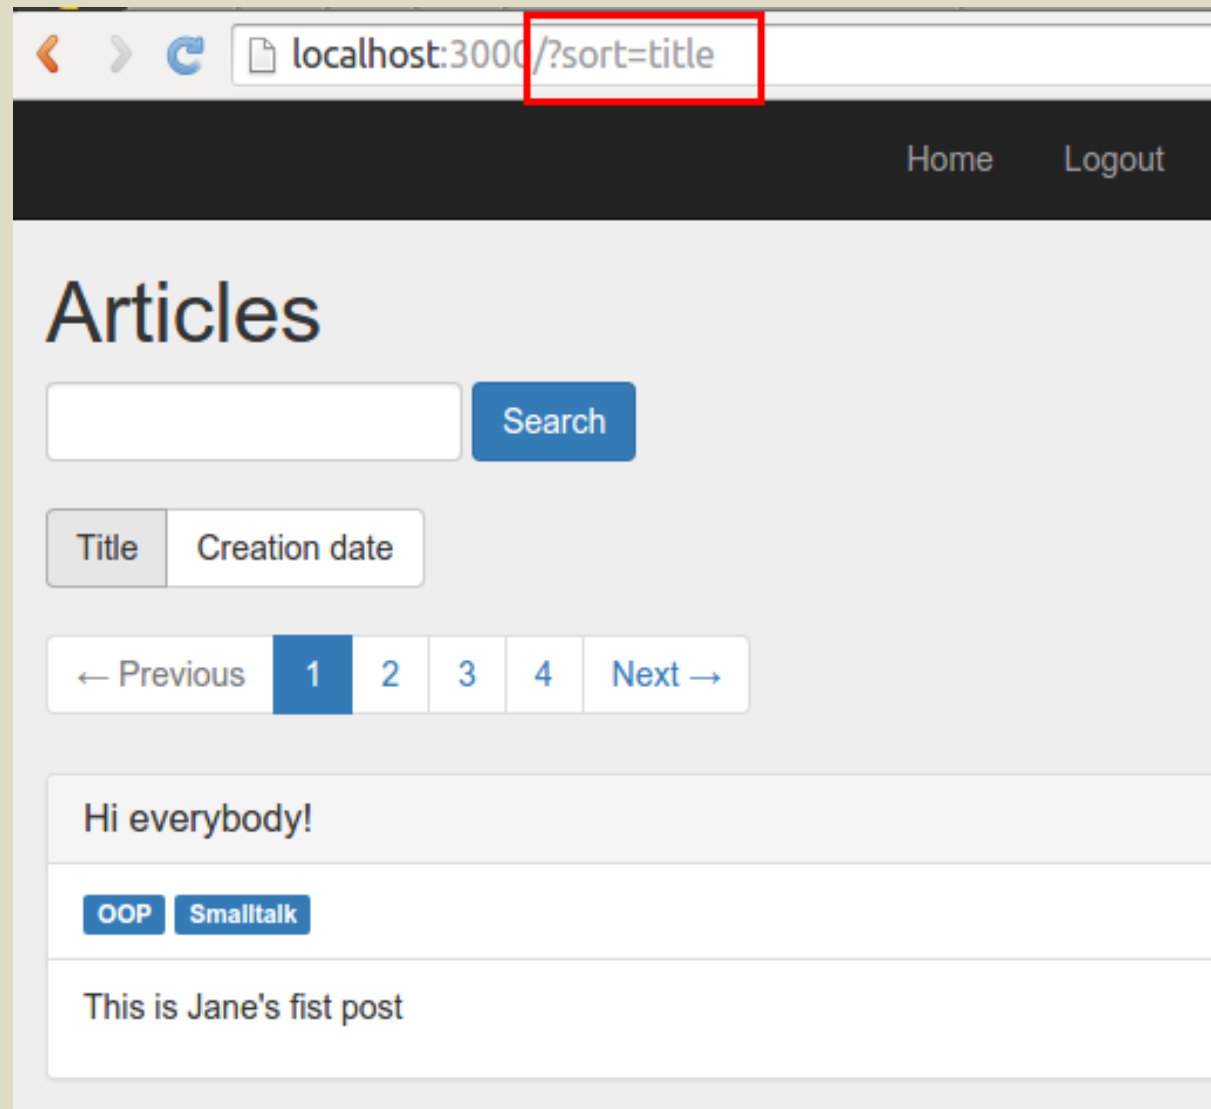 localhost:3000/?sort=title
Home Logout
Articles
Search
Title Creation date
← Previous 1 2 3 4 Next →
Hi everybody!
OOP Smalltalk
This is Jane's fist post